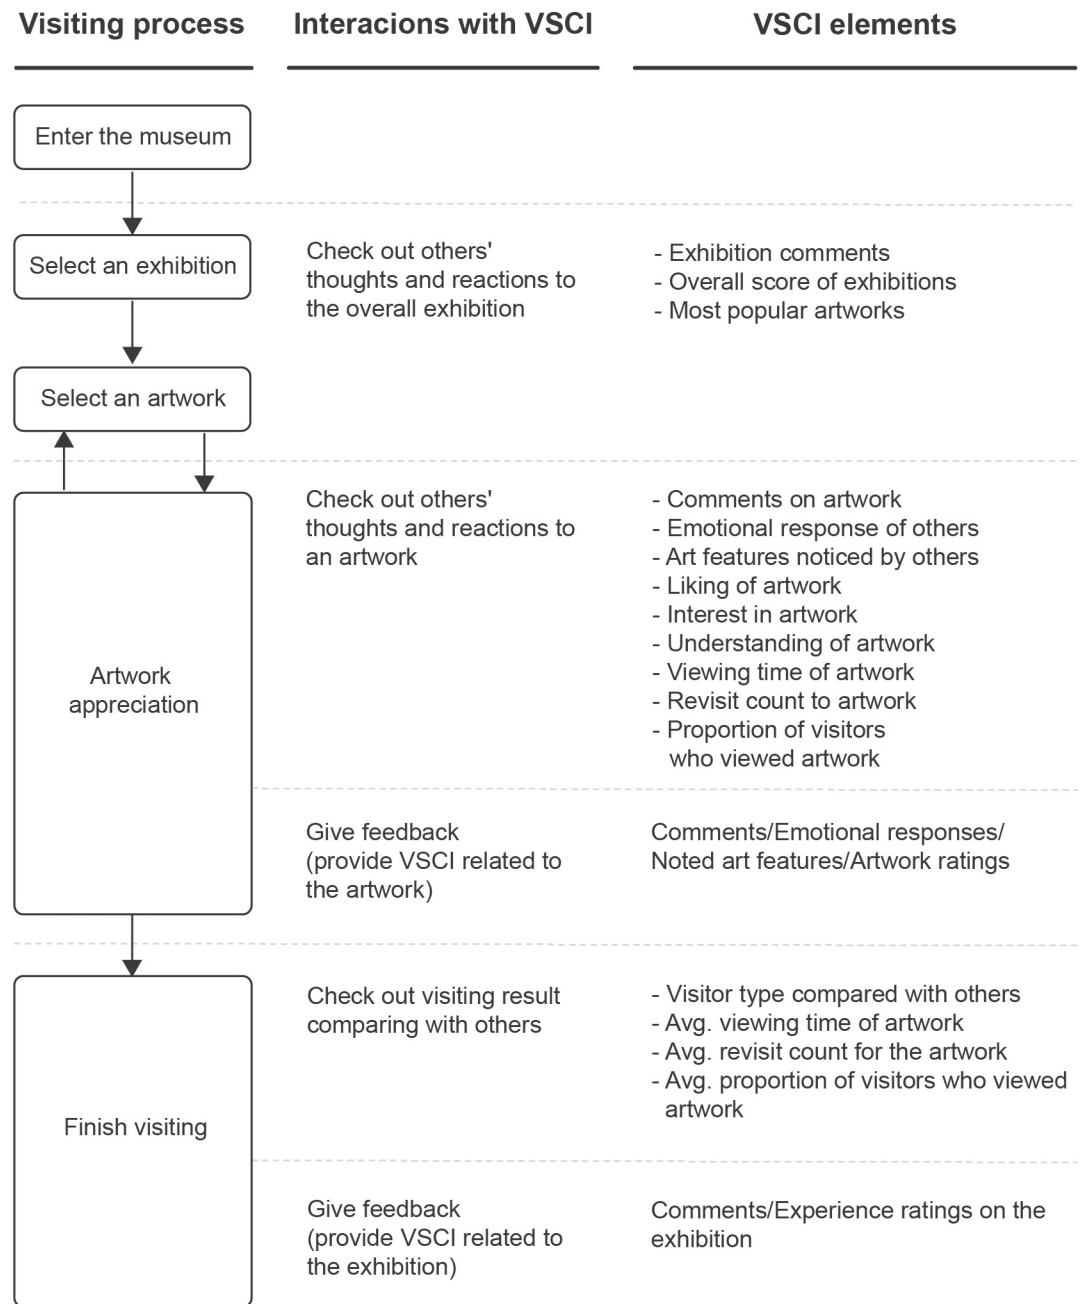 Visiting process
Interacions with VSCI
VSCI elements
Enter the museum
Select an exhibition
Check out others'
thoughts and reactions to
the overall exhibition
- Exhibition comments
- Overall score of exhibitions
- Most popular artworks
Select an artwork
Artwork
appreciation
Check out others'
thoughts and reactions to
an artwork
- Comments on artwork
- Emotional response of others
- Art features noticed by others
- Liking of artwork
- Interest in artwork
- Understanding of artwork
- Viewing time of artwork
- Revisit count to artwork
- Proportion of visitors
who viewed artwork
Give feedback
(provide VSCI related to
the artwork)
Comments/Emotional responses/
Noted art features/Artwork ratings
Finish visiting
Check out visiting result
comparing with others
- Visitor type compared with others
- Avg. viewing time of artwork
- Avg. revisit count for the artwork
- Avg. proportion of visitors who viewed
artwork
Give feedback
(provide VSCI related to
the exhibition)
Comments/Experience ratings on the
exhibition